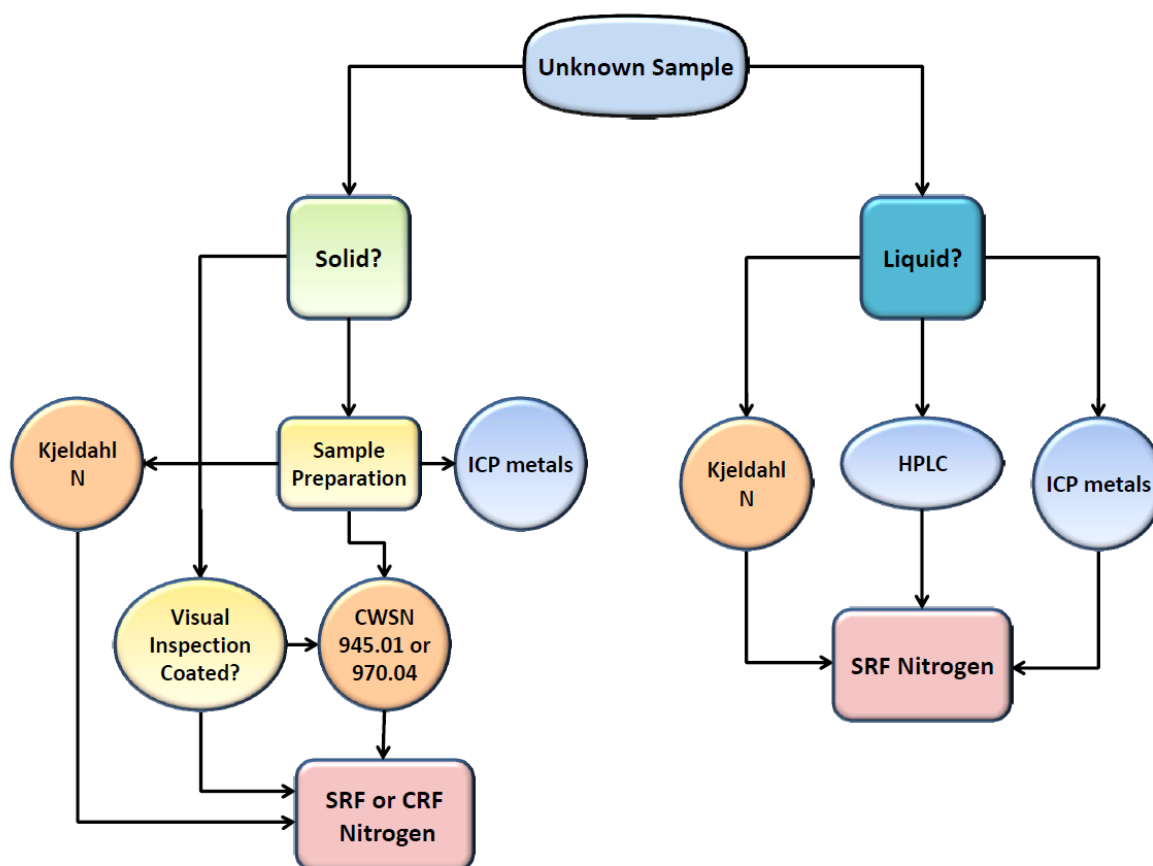 Unknown Sample
Solid?
Liquid?
Kjeldahl
N
Sample
Preparation
ICP metals
Kjeldahl
N
HPLC
ICP metals
Visual
Inspection
Coated?
CWSN
945.01 or
970.04
SRF Nitrogen
SRF or CRF
Nitrogen